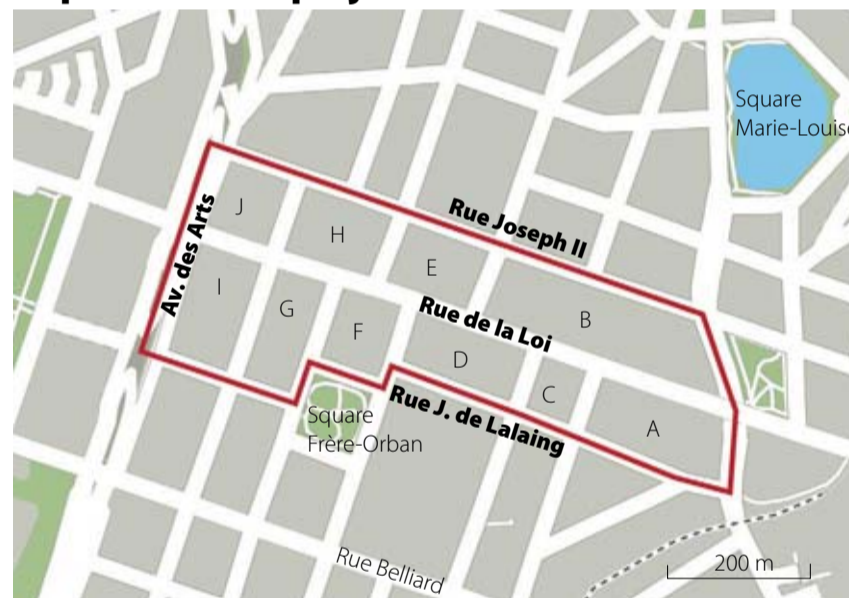 Square
Marie-Louis
Rue Joseph II
Av. des Arts
J
H
E
I
G
F
Rue de la Loi
B
D
C
A
Rue J. de Lalaing
Square
Frère-Orban
Rue Belliard
200 m